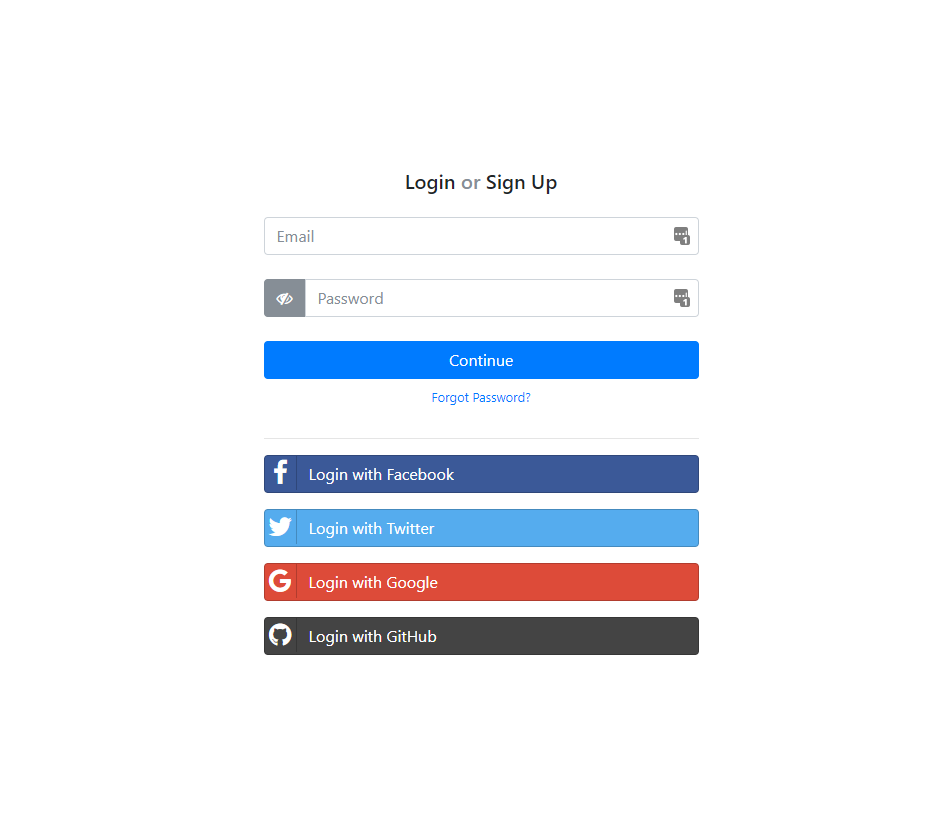 Login or Sign Up
Email
Password
Continue
Forgot Password?
Login with Facebook
Login with Twitter
Login with Google
Login with GitHub